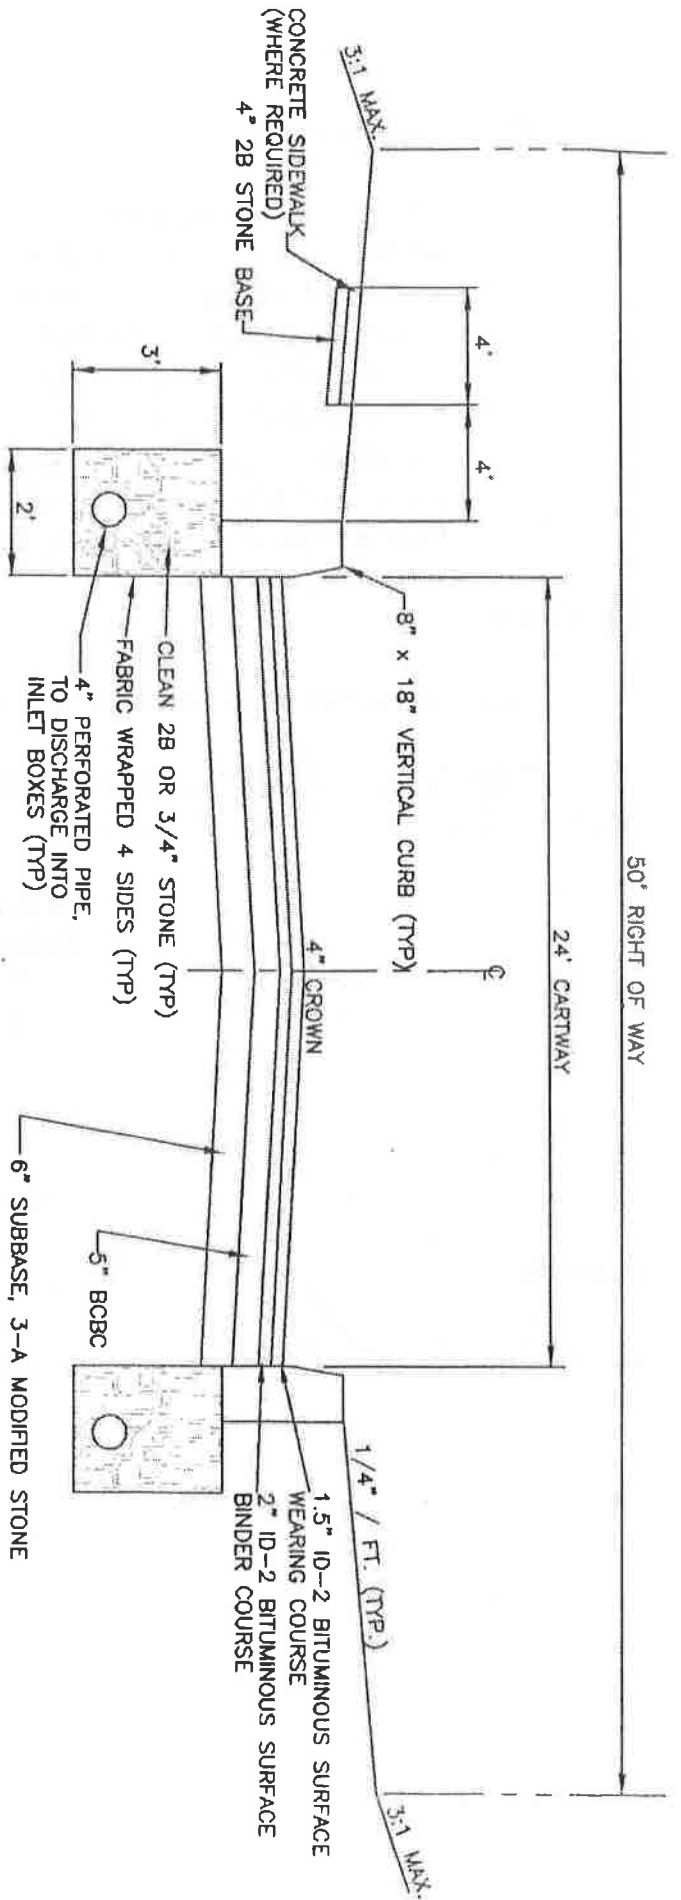 50' RIGHT OF WAY
24' CARTWAY
3:1 MAX.
4'
4'
CONCRETE SIDEWALK
(WHERE REQUIRED)
4" 2B STONE BASE
8" x 18" VERTICAL CURB (TYP)
℄
4" CROWN
1/4" / FT. (TYP.)
3:1 MAX.
3'
2'
CLEAN 2B OR 3/4" STONE (TYP)
FABRIC WRAPPED 4 SIDES (TYP)
4" PERFORATED PIPE,
TO DISCHARGE INTO
INLET BOXES (TYP)
1.5" ID-2 BITUMINOUS SURFACE
WEARING COURSE
2" ID-2 BITUMINOUS SURFACE
BINDER COURSE
5" BCBC
6" SUBBASE, 3-A MODIFIED STONE